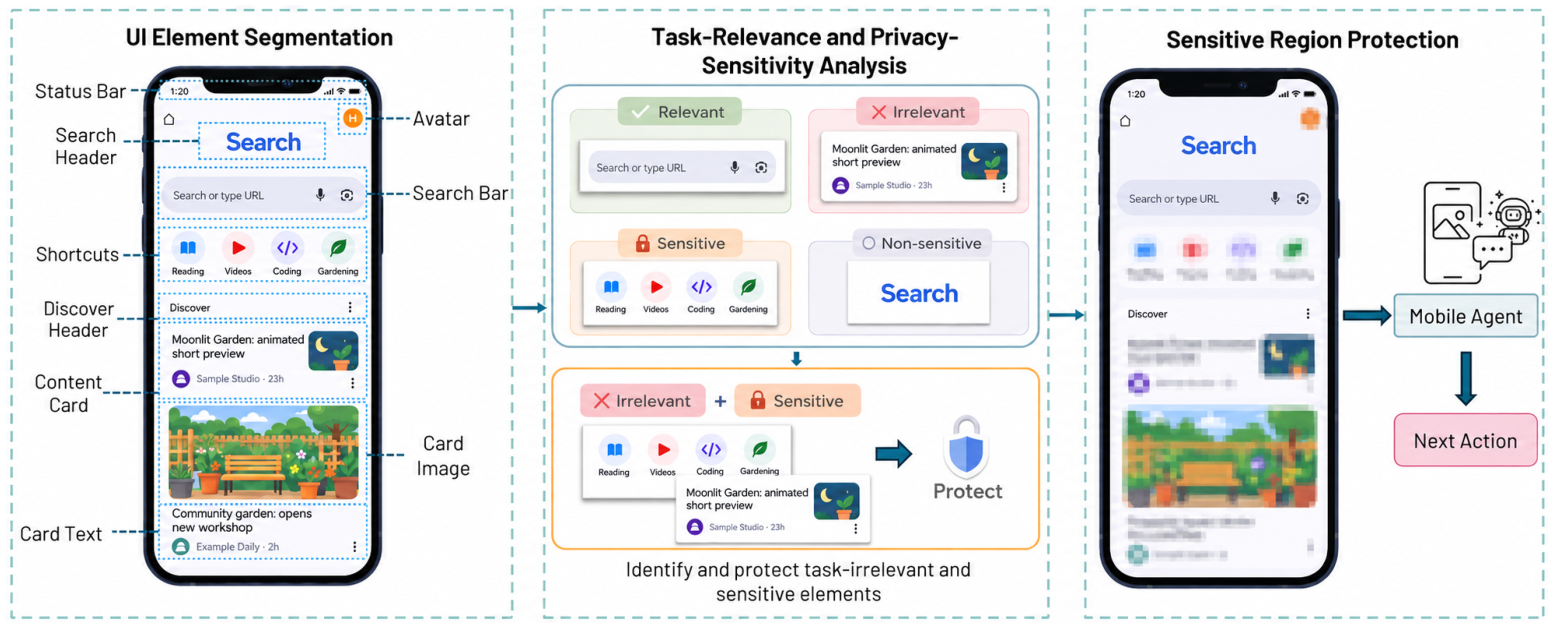 UI Element Segmentation
Status Bar
Search
Header
Shortcuts
Discover
Header
Content
Card
Card Text
1:20
H
Search
Search or type URL
Reading Videos Coding Gardening
Discover
Moonlit Garden: animated
short preview
Sample Studio · 23h
Community garden: opens
new workshop
Example Daily · 2h
Avatar
Search Bar
Card
Image
Task-Relevance and Privacy-
Sensitivity Analysis
Relevant
Search or type URL
Irrelevant
Moonlit Garden: animated
short preview
Sample Studio · 23h
Sensitive
Reading Videos Coding Gardening
Non-sensitive
Search
Irrelevant + Sensitive
Reading Videos Coding Gardening
Moonlit Garden: animated
short preview
Sample Studio · 23h
Protect
Identify and protect task-irrelevant and
sensitive elements
Sensitive Region Protection
1:20
Search
Search or type URL
Discover
Mobile Agent
Next Action